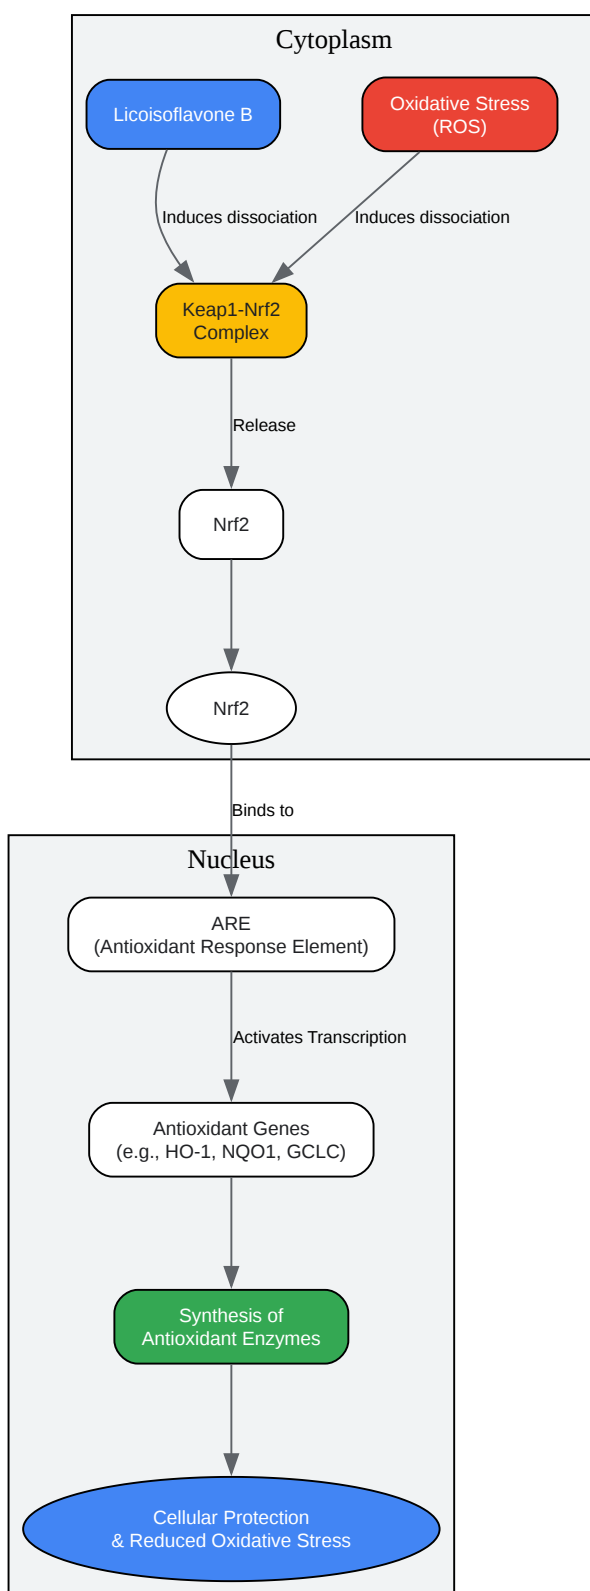 Cytoplasm
Licoisoflavone B
Oxidative Stress
(ROS)
Induces dissociation
Induces dissociation
Keap1-Nrf2
Complex
Release
Nrf2
Nrf2
Binds to
Nucleus
ARE
(Antioxidant Response Element)
Activates Transcription
Antioxidant Genes
(e.g., HO-1, NQO1, GCLC)
Synthesis of
Antioxidant Enzymes
Cellular Protection
& Reduced Oxidative Stress